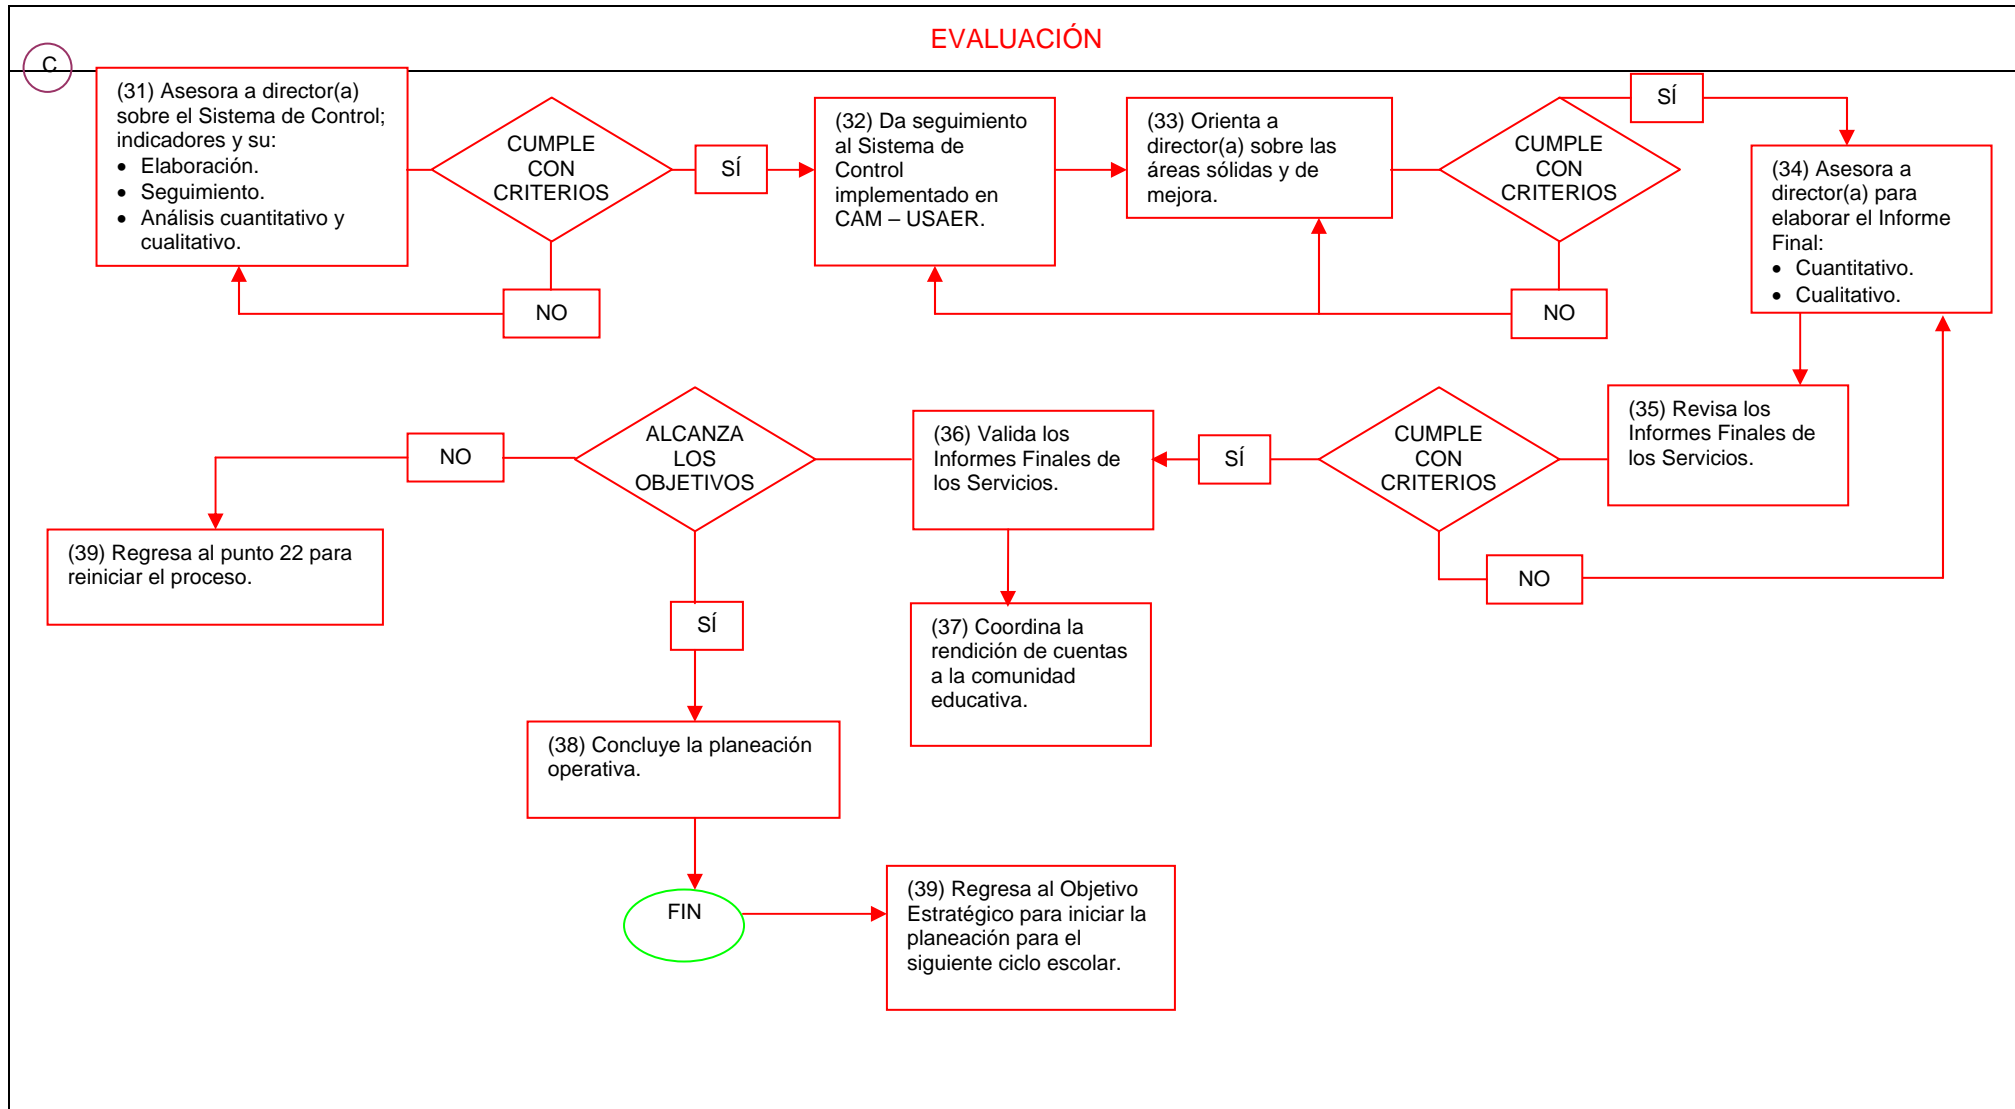 EVALUACIÓN
C
(31) Asesora a director(a)
sobre el Sistema de Control;
indicadores y su:
• Elaboración.
• Seguimiento.
• Análisis cuantitativo y
cualitativo.
CUMPLE
CON
CRITERIOS
SÍ
NO
(32) Da seguimiento
al Sistema de
Control
implementado en
CAM – USAER.
(33) Orienta a
director(a) sobre las
áreas sólidas y de
mejora.
CUMPLE
CON
CRITERIOS
SÍ
NO
(34) Asesora a
director(a) para
elaborar el Informe
Final:
• Cuantitativo.
• Cualitativo.
(35) Revisa los
Informes Finales de
los Servicios.
CUMPLE
CON
CRITERIOS
SÍ
NO
(36) Valida los
Informes Finales de
los Servicios.
ALCANZA
LOS
OBJETIVOS
NO
SÍ
(39) Regresa al punto 22 para
reiniciar el proceso.
(37) Coordina la
rendición de cuentas
a la comunidad
educativa.
(38) Concluye la planeación
operativa.
FIN
(39) Regresa al Objetivo
Estratégico para iniciar la
planeación para el
siguiente ciclo escolar.